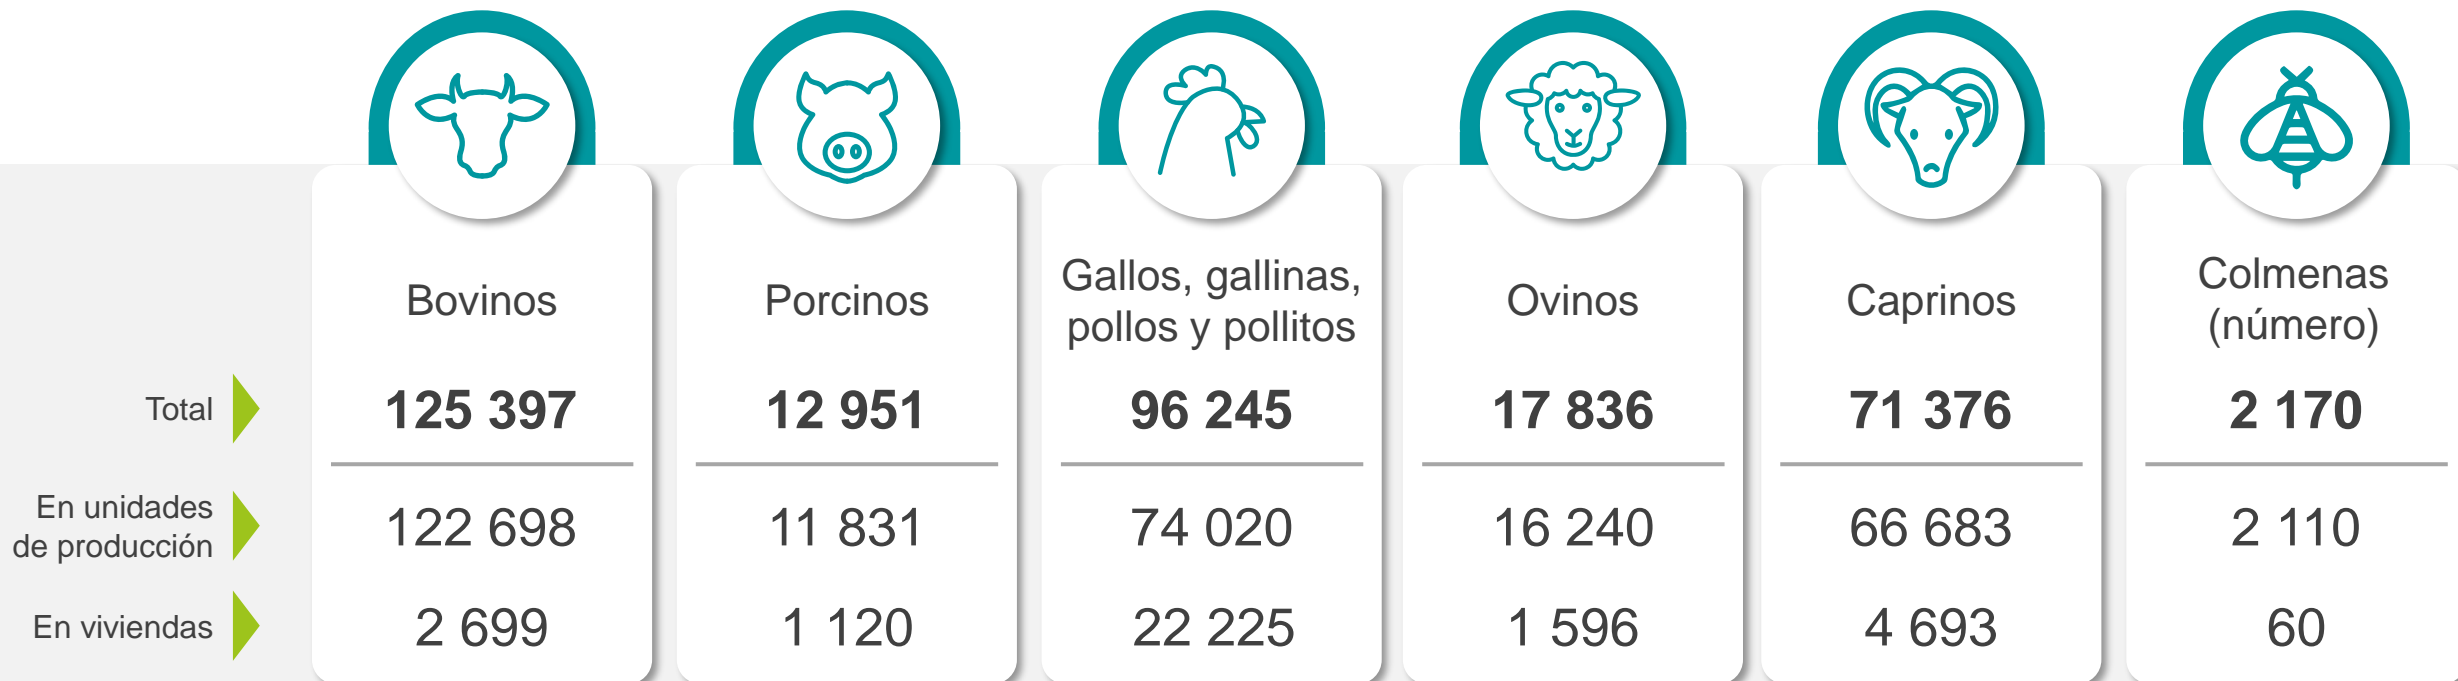 Bovinos
Porcinos
Gallos, gallinas,
pollos y pollitos
Ovinos
Caprinos
Colmenas
(número)
Total
125 397
12 951
96 245
17 836
71 376
2 170
En unidades
de producción
122 698
11 831
74 020
16 240
66 683
2 110
En viviendas
2 699
1 120
22 225
1 596
4 693
60